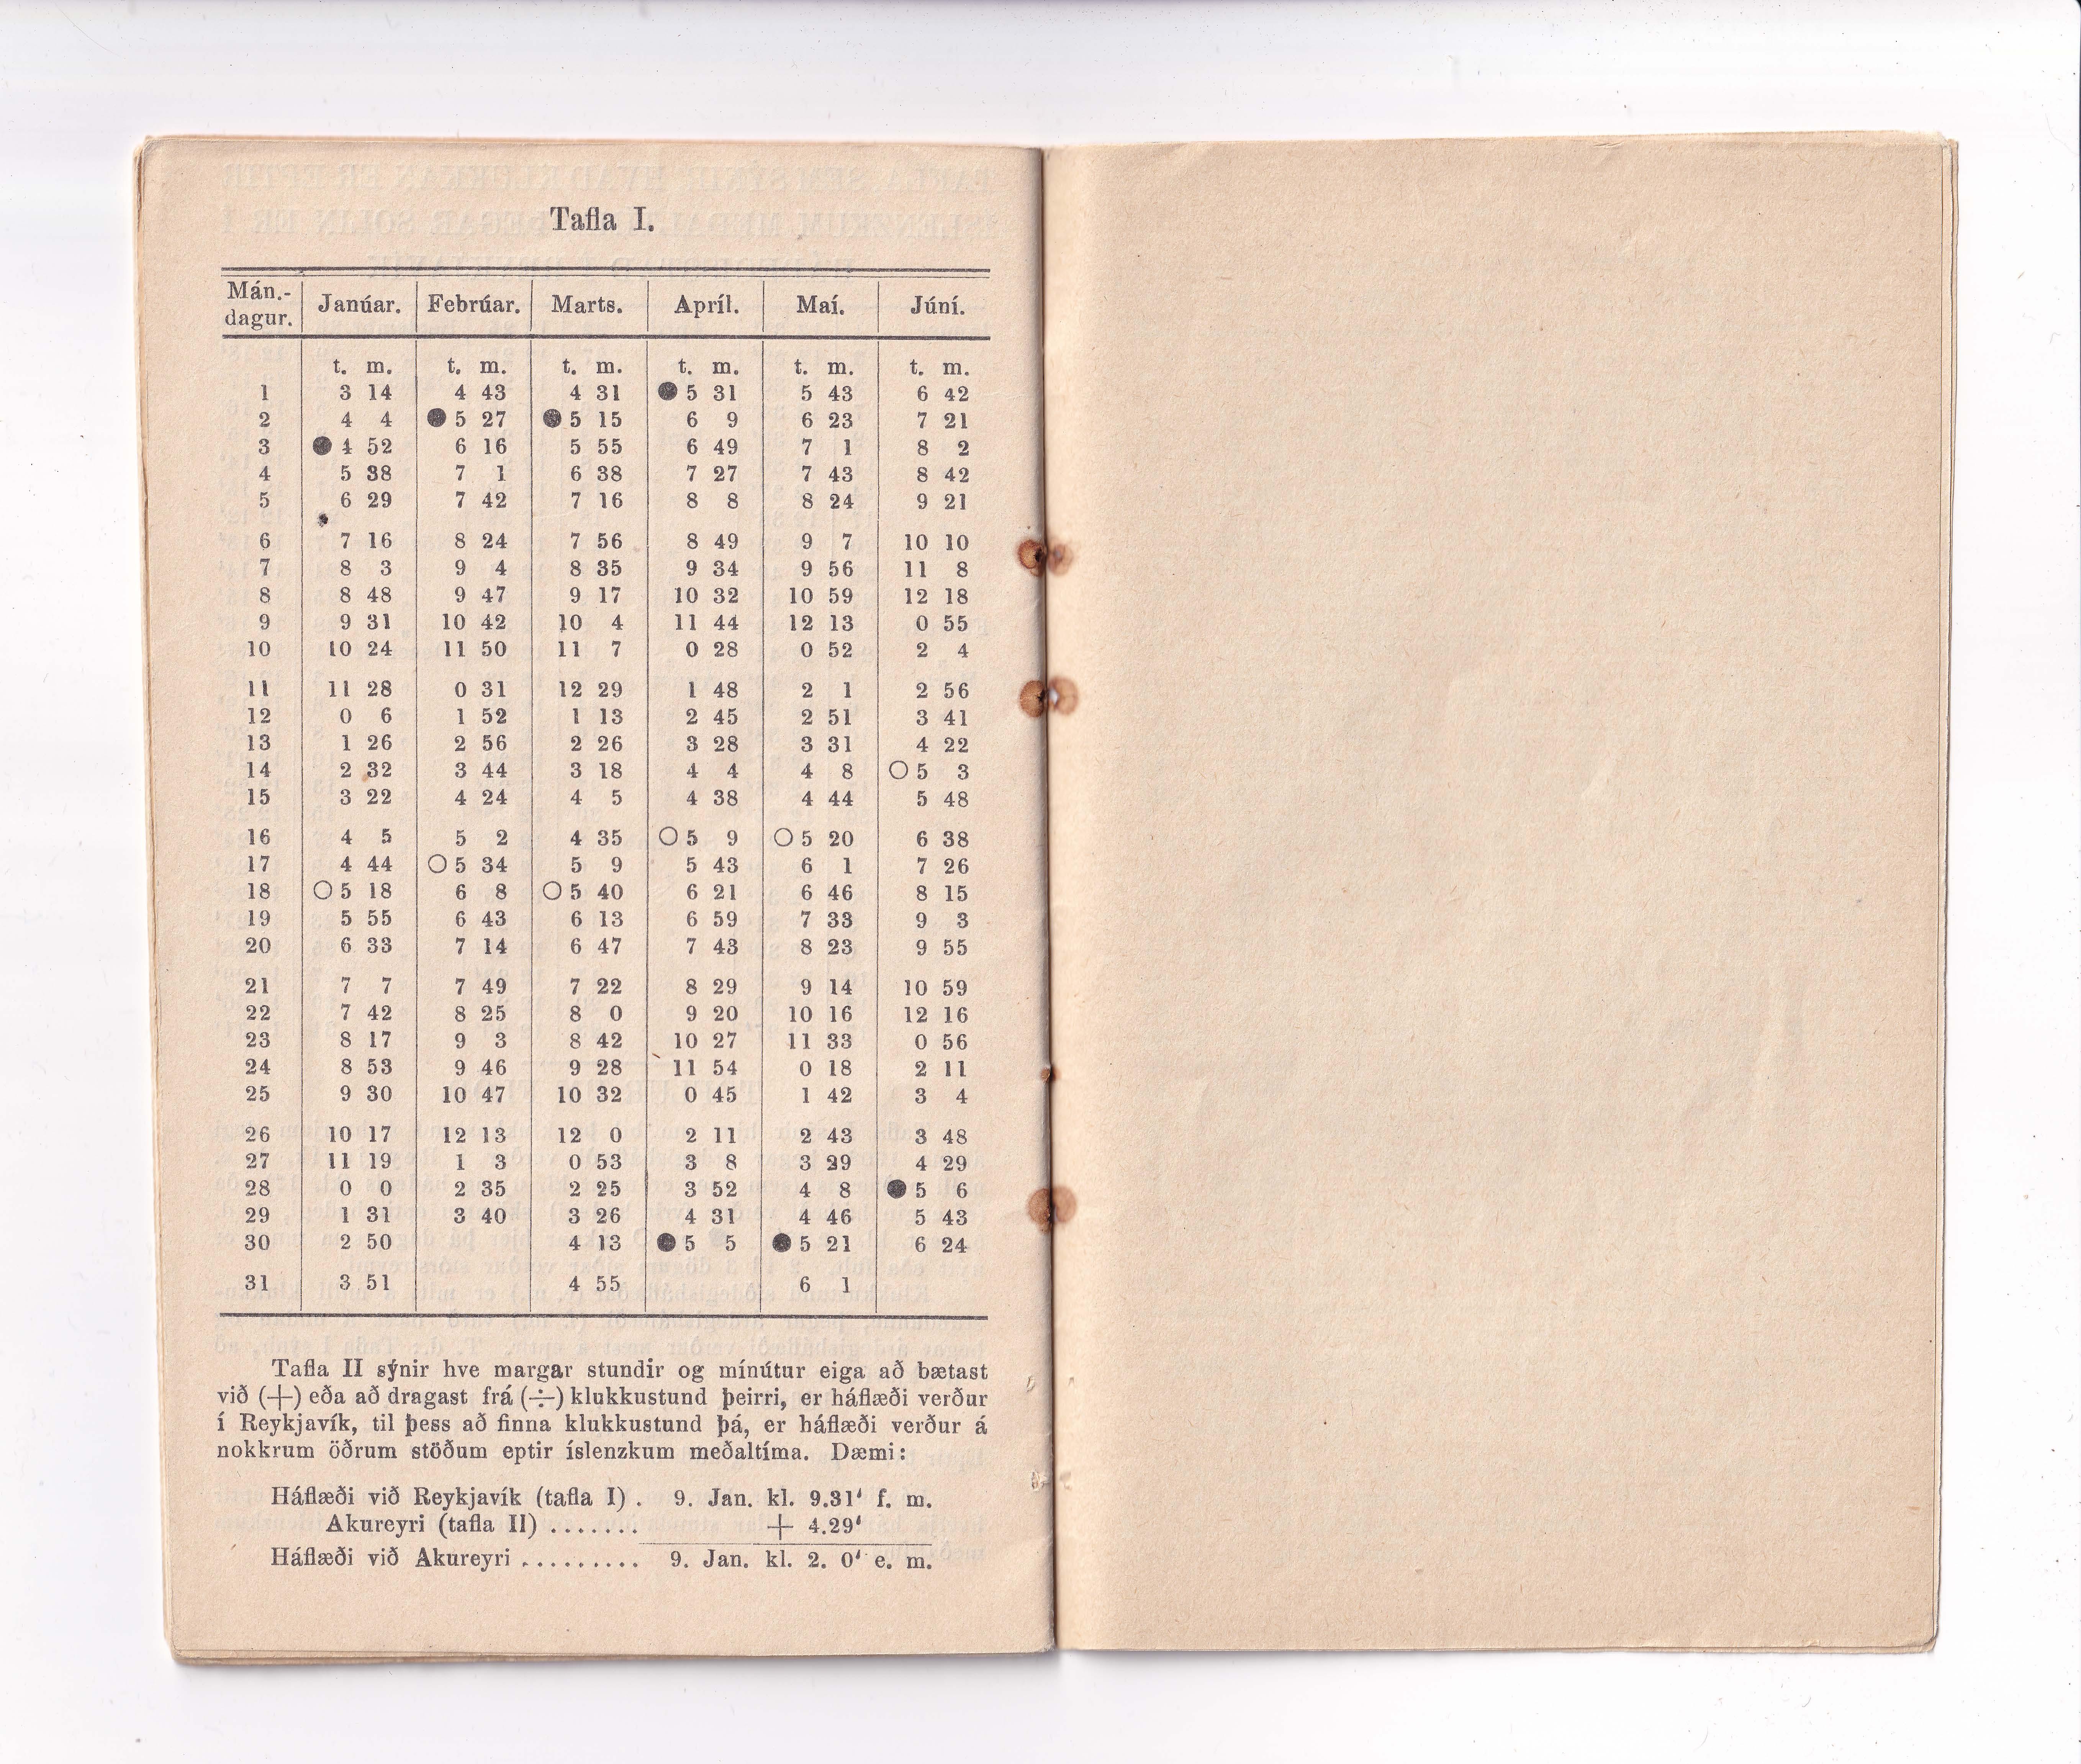 Tafla I.
Mán.-dagur. Janúar. Febrúar. Marts. Apríl. Maí. Júní.
t. m. t. m. t. m. t. m. t. m. t. m.
1 3 14 4 43 4 31 ● 5 31 5 43 6 42
2 4 4 ● 5 27 ● 5 15 6 9 6 23 7 21
3 ● 4 52 6 16 5 55 6 49 7 1 8 2
4 5 38 7 1 6 38 7 27 7 43 8 42
5 6 29 7 42 7 16 8 8 8 24 9 21
6 7 16 8 24 7 56 8 49 9 7 10 10
7 8 3 9 4 8 35 9 34 9 56 11 8
8 8 48 9 47 9 17 10 32 10 59 12 18
9 9 31 10 42 10 4 11 44 12 13 0 55
10 10 24 11 50 11 7 0 28 0 52 2 4
11 11 28 0 31 12 29 1 48 2 1 2 56
12 0 6 1 52 1 13 2 45 2 51 3 41
13 1 26 2 56 2 26 3 28 3 31 4 22
14 2 32 3 44 3 18 4 4 4 8 ○ 5 3
15 3 22 4 24 4 5 4 38 4 44 5 48
16 4 5 5 2 4 35 ○ 5 9 ○ 5 20 6 38
17 4 44 ○ 5 34 5 9 5 43 6 1 7 26
18 ○ 5 18 6 8 ○ 5 40 6 21 6 46 8 15
19 5 55 6 43 6 13 6 59 7 33 9 3
20 6 33 7 14 6 47 7 43 8 23 9 55
21 7 7 7 49 7 22 8 29 9 14 10 59
22 7 42 8 25 8 0 9 20 10 16 12 16
23 8 17 9 3 8 42 10 27 11 33 0 56
24 8 53 9 46 9 28 11 54 0 18 2 11
25 9 30 10 47 10 32 0 45 1 42 3 4
26 10 17 12 13 12 0 2 11 2 43 3 48
27 11 19 1 3 0 53 3 8 3 29 4 29
28 0 0 2 35 2 25 3 52 4 8 ● 5 6
29 1 31 3 40 3 26 4 31 4 46 5 43
30 2 50 4 13 ● 5 5 ● 5 21 6 24
31 3 51 4 55 6 1
Tafla II sýnir hve margar stundir og mínútur eiga að bætast
við (+) eða að dragast frá (÷) klukkustund þeirri, er háflæði verður
í Reykjavík, til þess að finna klukkustund þá, er háflæði verður á
nokkrum öðrum stöðum eptir íslenzkum meðaltíma. Dæmi:
Háflæði við Reykjavík (tafla I) . 9. Jan. kl. 9.31' f. m.
Akureyri (tafla II) ....... + 4.29'
Háflæði við Akureyri ......... 9. Jan. kl. 2. 0' e. m.